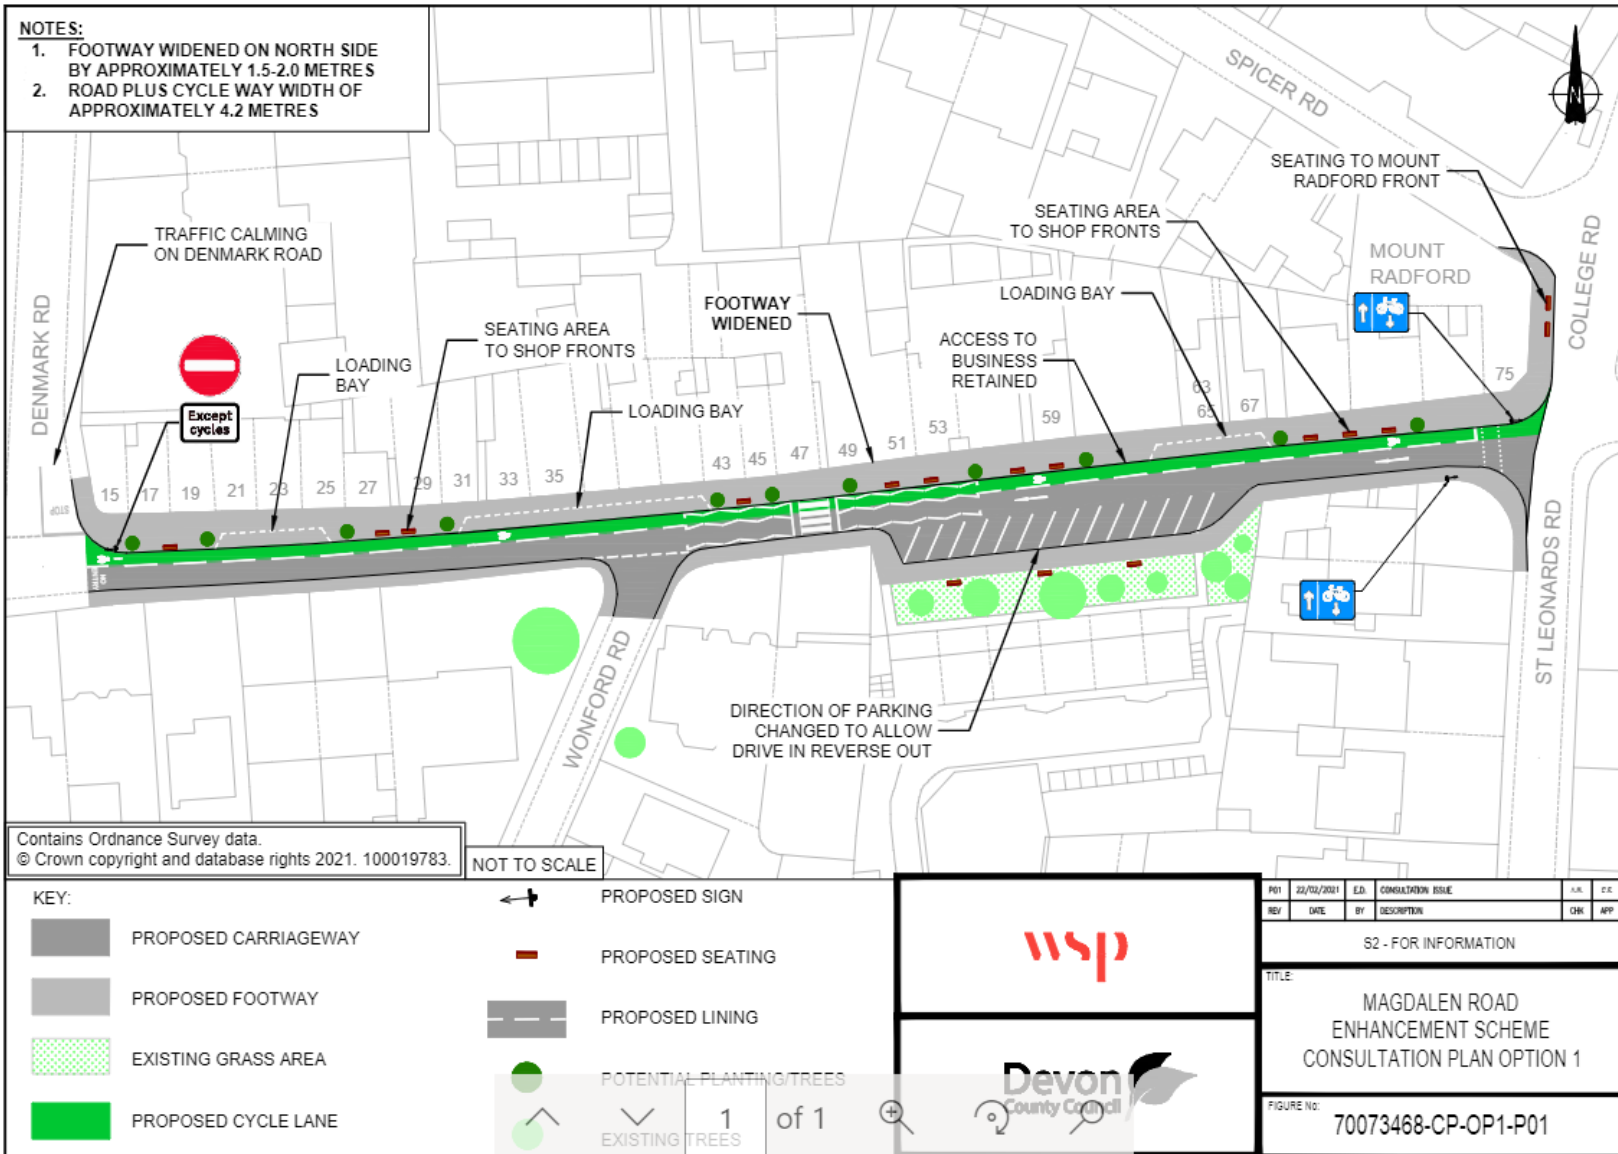 NOTES:
1. FOOTWAY WIDENED ON NORTH SIDE
BY APPROXIMATELY 1.5-2.0 METRES
2. ROAD PLUS CYCLE WAY WIDTH OF
APPROXIMATELY 4.2 METRES
SPICER RD
SEATING TO MOUNT
RADFORD FRONT
SEATING AREA
TO SHOP FRONTS
TRAFFIC CALMING
ON DENMARK ROAD
MOUNT
RADFORD
COLLEGE RD
LOADING BAY
FOOTWAY
WIDENED
DENMARK RD
SEATING AREA
TO SHOP FRONTS
ACCESS TO
BUSINESS
RETAINED
LOADING
BAY
Except
cycles
LOADING BAY
15
17
19
21
23
25
27
29
31
33
35
43
45
47
49
51
53
59
63
65
67
75
STOP
NO
ENTRY
WONFORD RD
ST LEONARDS RD
DIRECTION OF PARKING
CHANGED TO ALLOW
DRIVE IN REVERSE OUT
Contains Ordnance Survey data.
© Crown copyright and database rights 2021. 100019783.
NOT TO SCALE
KEY:
PROPOSED CARRIAGEWAY
PROPOSED FOOTWAY
EXISTING GRASS AREA
PROPOSED CYCLE LANE
PROPOSED SIGN
PROPOSED SEATING
PROPOSED LINING
POTENTIAL PLANTING/TREES
EXISTING TREES
1 of 1
wsp
Devon
County Council
P01 22/02/2021 E.D. CONSULTATION ISSUE
REV DATE BY DESCRIPTION CHK APP
S2 - FOR INFORMATION
TITLE:
MAGDALEN ROAD
ENHANCEMENT SCHEME
CONSULTATION PLAN OPTION 1
FIGURE No:
70073468-CP-OP1-P01